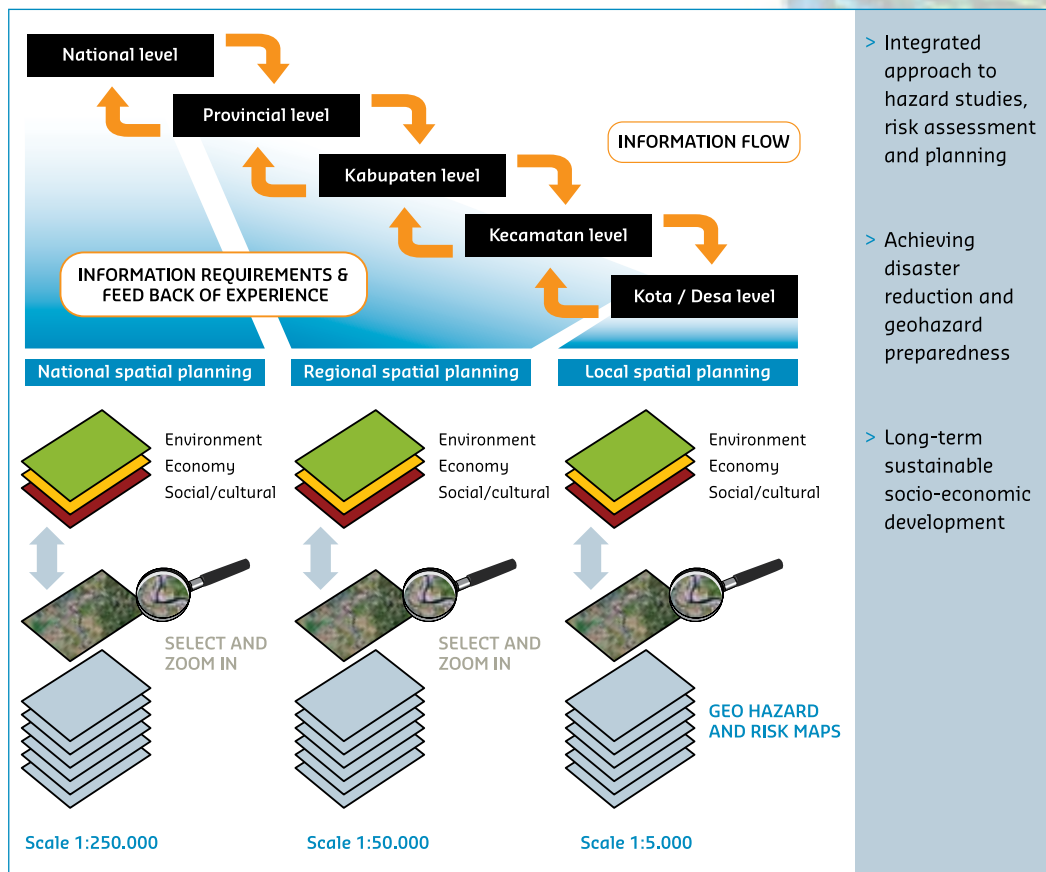 National level
Provincial level
INFORMATION FLOW
Kabupaten level
Kecamatan level
INFORMATION REQUIREMENTS &
FEED BACK OF EXPERIENCE
Kota / Desa level
National spatial planning
Regional spatial planning
Local spatial planning
Environment
Economy
Social/cultural
Environment
Economy
Social/cultural
Environment
Economy
Social/cultural
SELECT AND
ZOOM IN
SELECT AND
ZOOM IN
GEO HAZARD
AND RISK MAPS
Scale 1:250.000
Scale 1:50.000
Scale 1:5.000
> Integrated
approach to
hazard studies,
risk assessment
and planning
> Achieving
disaster
reduction and
geohazard
preparedness
> Long-term
sustainable
socio-economic
development